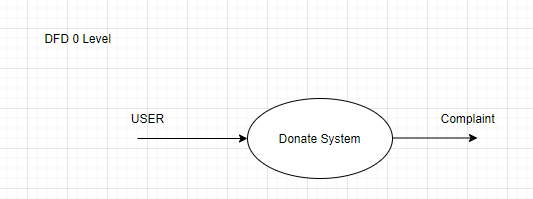 DFD 0 Level
USER
Complaint
Donate System